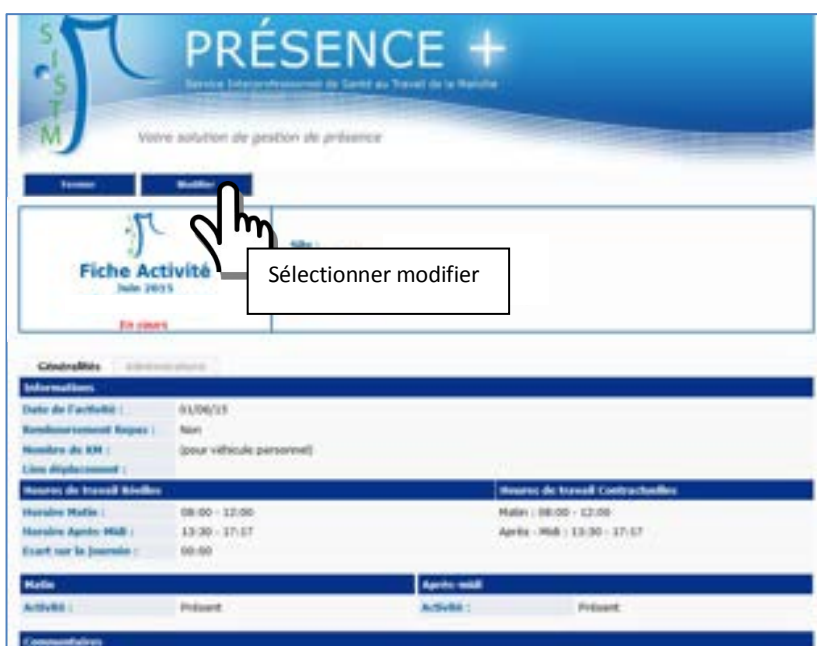 SISTM
PRÉSENCE +
Service Interprofessionnel de Santé au Travail de la Manche
Votre solution de gestion de présence
Fermer Modifier
Site :
Fiche Activité
Juin 2015
En cours
Sélectionner modifier
Généralités
Informations
Date de l'activité : 01/06/15
Remboursement Repas : Non
Nombre de KM : (pour véhicule personnel)
Lieu déplacement :
Heures de travail Réelles Heures de travail Contractuelles
Horaire Matin : 08:00 - 12:00 Matin : 08:00 - 12:00
Horaire Après-Midi : 13:30 - 17:17 Après - Midi : 13:30 - 17:17
Ecart sur la Journée : 00:00
Matin Après-midi
Activité : Présent Activité : Présent
Commentaires